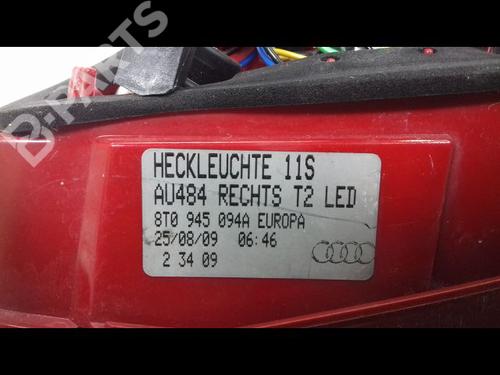 B-PARTS
HECKLEUCHTE 11S
AU484 RECHTS T2 LED
8T0 945 094A EUROPA
25/08/09 06:46
2 34 09